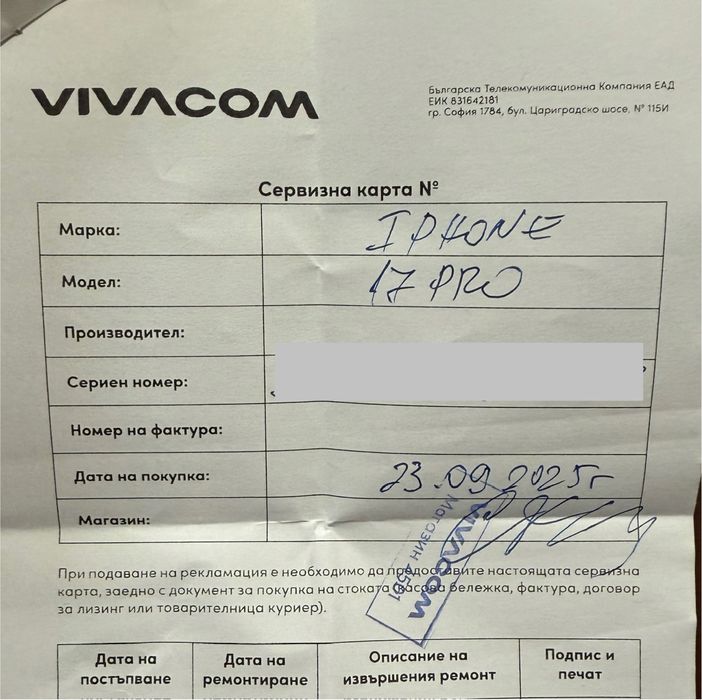 VIVACOM
Българска Телекомуникационна Компания ЕАД
ЕИК 831642181
гр. София 1784, бул. Цариградско шосе, № 115И
Сервизна карта №
Марка: IPHONE
Модел: 17 PRO
Производител:
Сериен номер:
Номер на фактура:
Дата на покупка: 23.09.2025г
Магазин:
VIVACOM
Магазин 4501
При подаване на рекламация е необходимо да предоставите настоящата сервизна
карта, заедно с документ за покупка на стоката (касова бележка, фактура, договор
за лизинг или товарителница куриер).
Дата на постъпване
Дата на ремонтиране
Описание на извършения ремонт
Подпис и печат